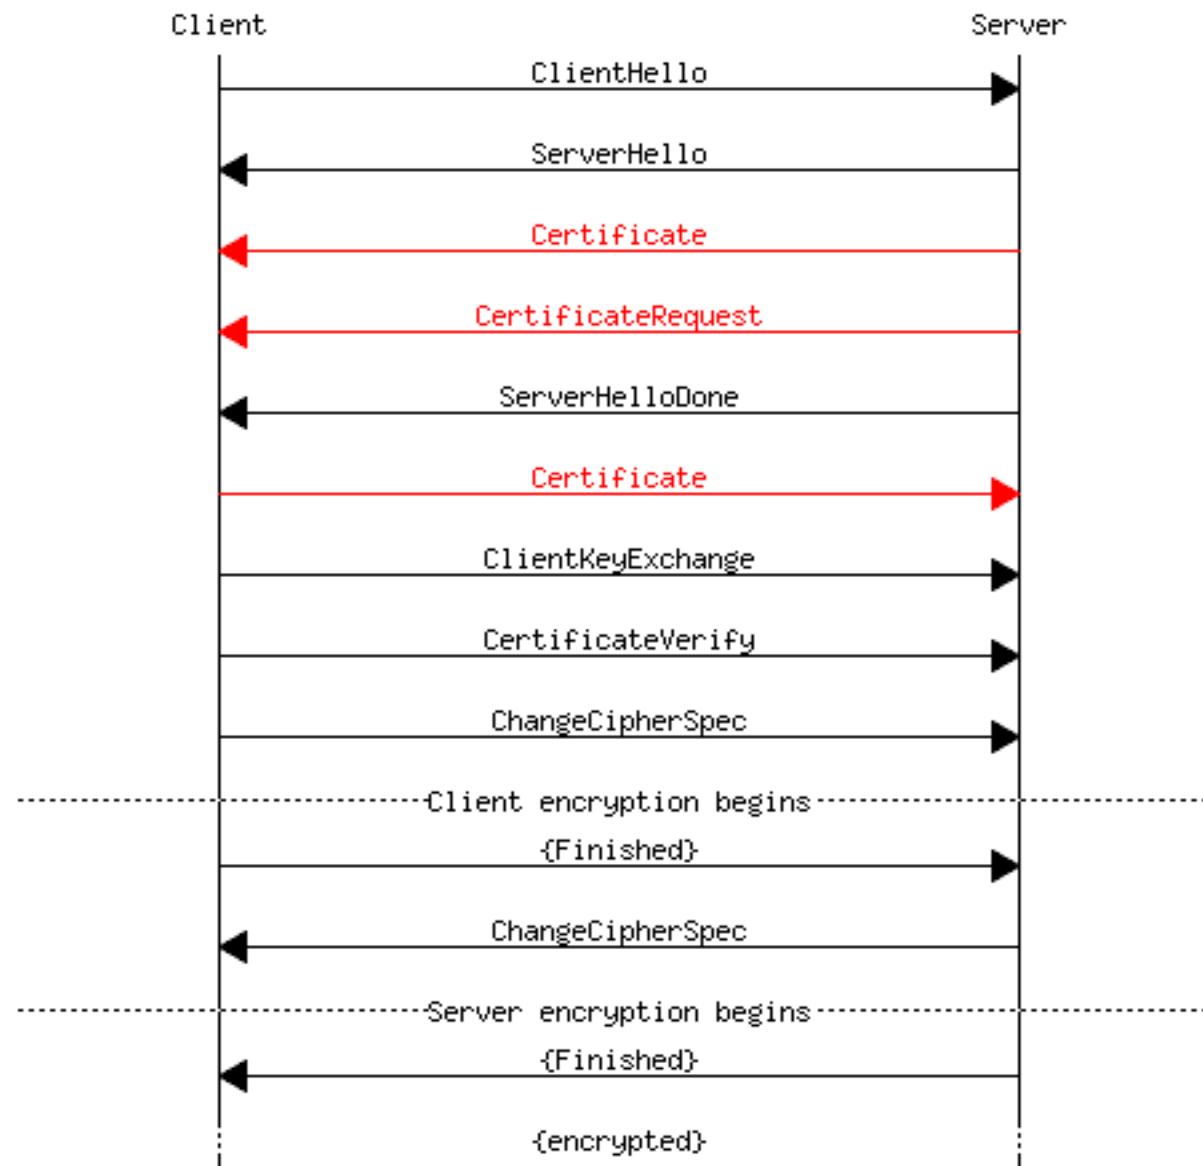 Client Server
ClientHello
ServerHello
Certificate
CertificateRequest
ServerHelloDone
Certificate
ClientKeyExchange
CertificateVerify
ChangeCipherSpec
Client encryption begins
{Finished}
ChangeCipherSpec
Server encryption begins
{Finished}
{encrypted}